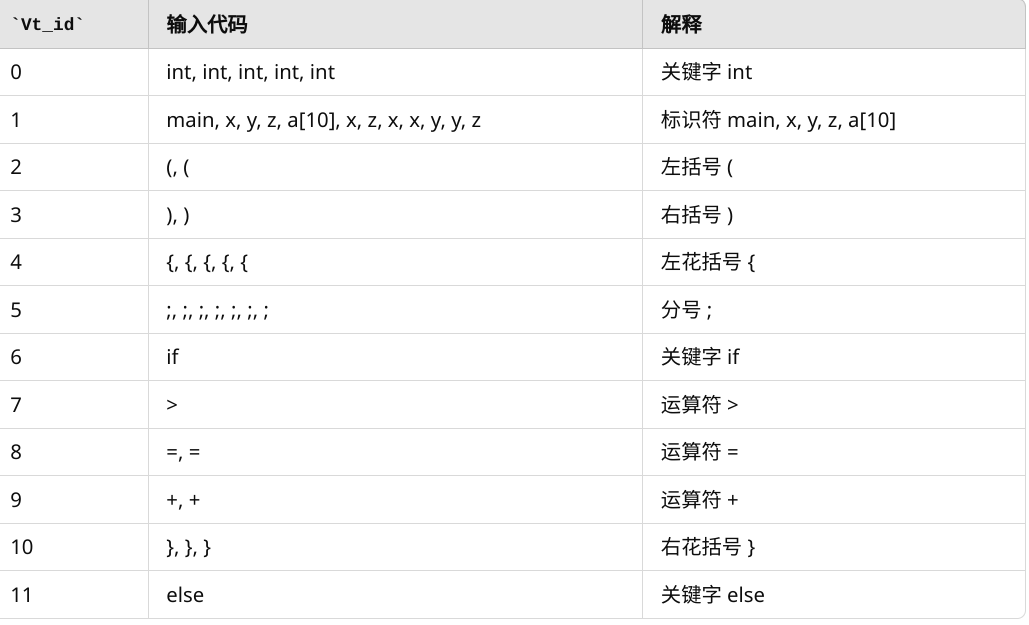 `Vt_id` 输入代码 解释
0 int, int, int, int, int 关键字 int
1 main, x, y, z, a[10], x, z, x, x, y, y, z 标识符 main, x, y, z, a[10]
2 (, ( 左括号 (
3 ), ) 右括号 )
4 {, {, {, {, { 左花括号 {
5 ;, ;, ;, ;, ;, ;, ; 分号 ;
6 if 关键字 if
7 > 运算符 >
8 =, = 运算符 =
9 +, + 运算符 +
10 }, }, } 右花括号 }
11 else 关键字 else